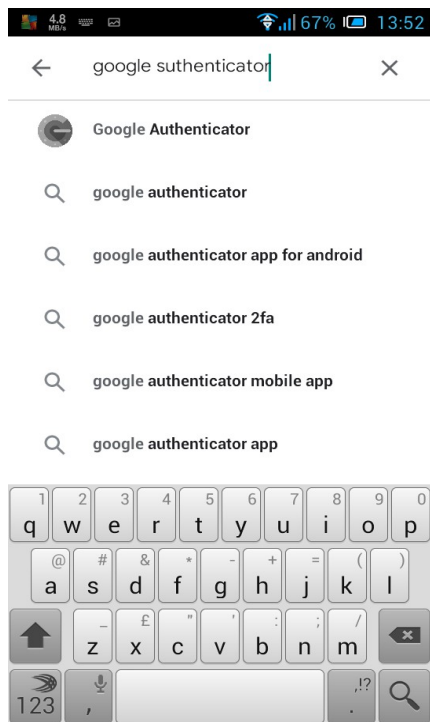 4.8 MB/s 67% 13:52
google suthenticator
Google Authenticator
google authenticator
google authenticator app for android
google authenticator 2fa
google authenticator mobile app
google authenticator app
1 2 3 4 5 6 7 8 9 0
q w e r t y u i o p
@ # & * - + = ( )
a s d f g h j k l
_ £ " ' : ; /
z x c v b n m
,!?
123 , .